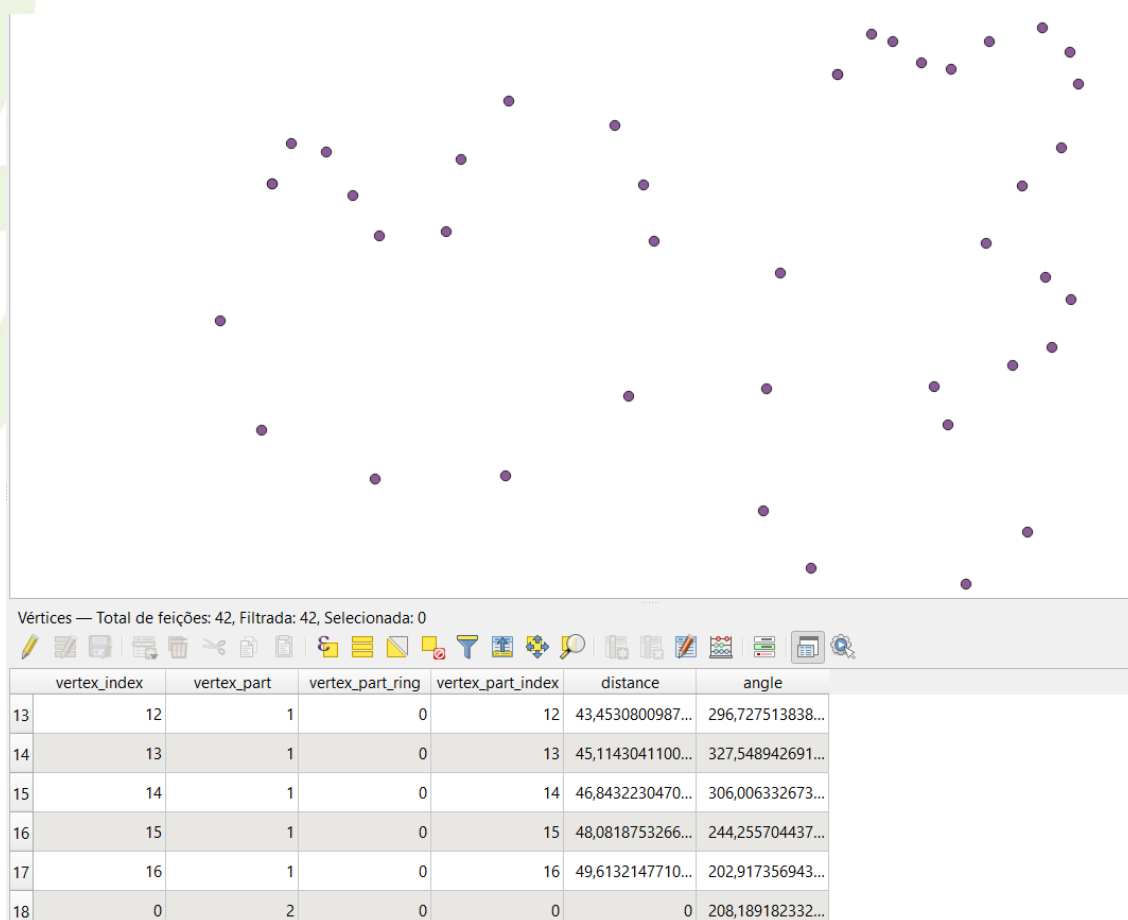 Vértices — Total de feições: 42, Filtrada: 42, Selecionada: 0
vertex_index vertex_part vertex_part_ring vertex_part_index distance angle
13 12 1 0 12 43,4530800987... 296,727513838...
14 13 1 0 13 45,1143041100... 327,548942691...
15 14 1 0 14 46,8432230470... 306,006332673...
16 15 1 0 15 48,0818753266... 244,255704437...
17 16 1 0 16 49,6132147710... 202,917356943...
18 0 2 0 0 0 208,189182332...